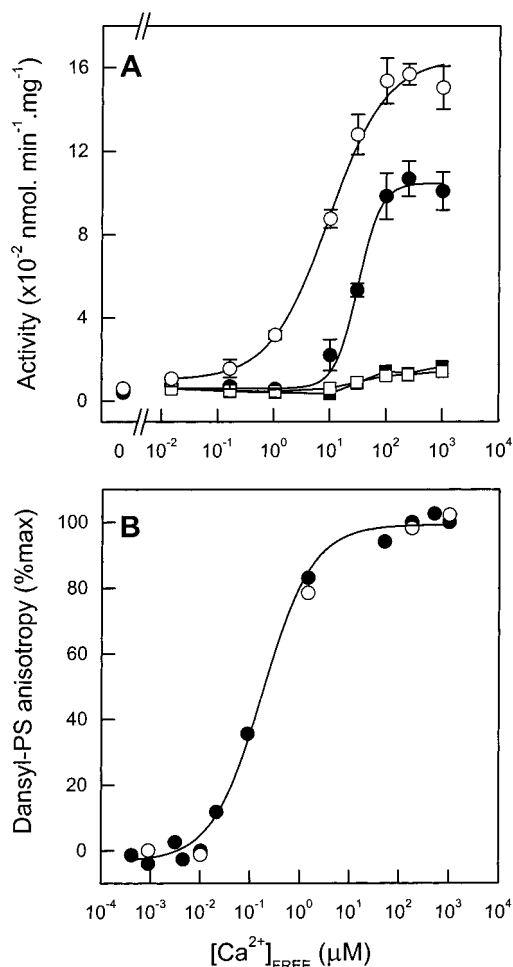 A
16
12
8
4
0
Activity (x10⁻² nmol. min⁻¹.mg⁻¹)
0 10⁻² 10⁻¹ 10⁰ 10¹ 10² 10³ 10⁴
B
100
80
60
40
20
0
Dansyl-PS anisotropy (%max)
10⁻⁴ 10⁻³ 10⁻² 10⁻¹ 10⁰ 10¹ 10² 10³ 10⁴
[Ca²⁺]FREE (μM)